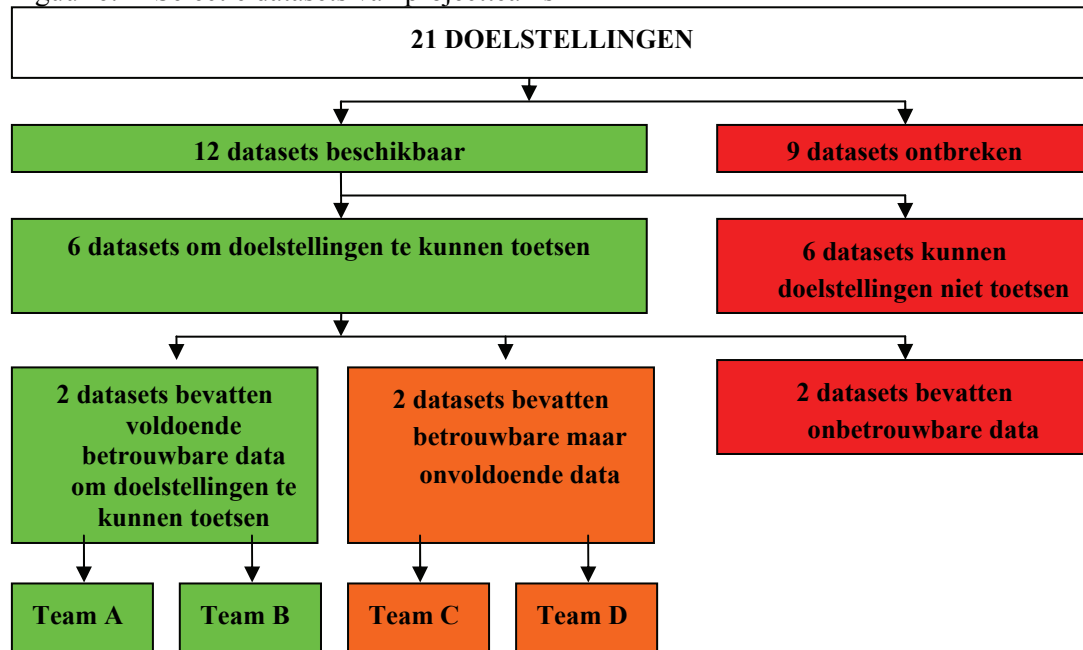 21 DOELSTELLINGEN
12 datasets beschikbaar
9 datasets ontbreken
6 datasets om doelstellingen te kunnen toetsen
6 datasets kunnen
doelstellingen niet toetsen
2 datasets bevatten
voldoende
betrouwbare data
om doelstellingen te
kunnen toetsen
2 datasets bevatten
betrouwbare maar
onvoldoende data
2 datasets bevatten
onbetrouwbare data
Team A
Team B
Team C
Team D